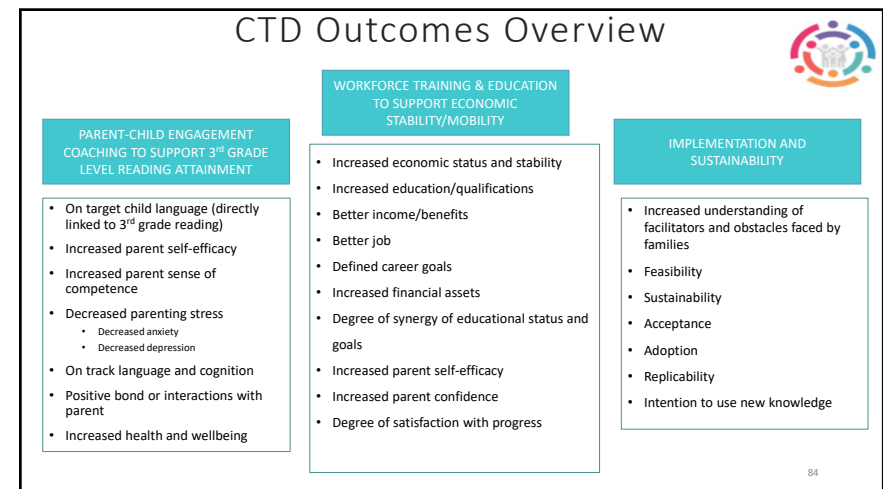 CTD Outcomes Overview
PARENT-CHILD ENGAGEMENT
COACHING TO SUPPORT 3rd GRADE
LEVEL READING ATTAINMENT
• On target child language (directly
linked to 3rd grade reading)
• Increased parent self-efficacy
• Increased parent sense of
competence
• Decreased parenting stress
• Decreased anxiety
• Decreased depression
• On track language and cognition
• Positive bond or interactions with
parent
• Increased health and wellbeing
WORKFORCE TRAINING & EDUCATION
TO SUPPORT ECONOMIC
STABILITY/MOBILITY
• Increased economic status and stability
• Increased education/qualifications
• Better income/benefits
• Better job
• Defined career goals
• Increased financial assets
• Degree of synergy of educational status and
goals
• Increased parent self-efficacy
• Increased parent confidence
• Degree of satisfaction with progress
IMPLEMENTATION AND
SUSTAINABILITY
• Increased understanding of
facilitators and obstacles faced by
families
• Feasibility
• Sustainability
• Acceptance
• Adoption
• Replicability
• Intention to use new knowledge
84